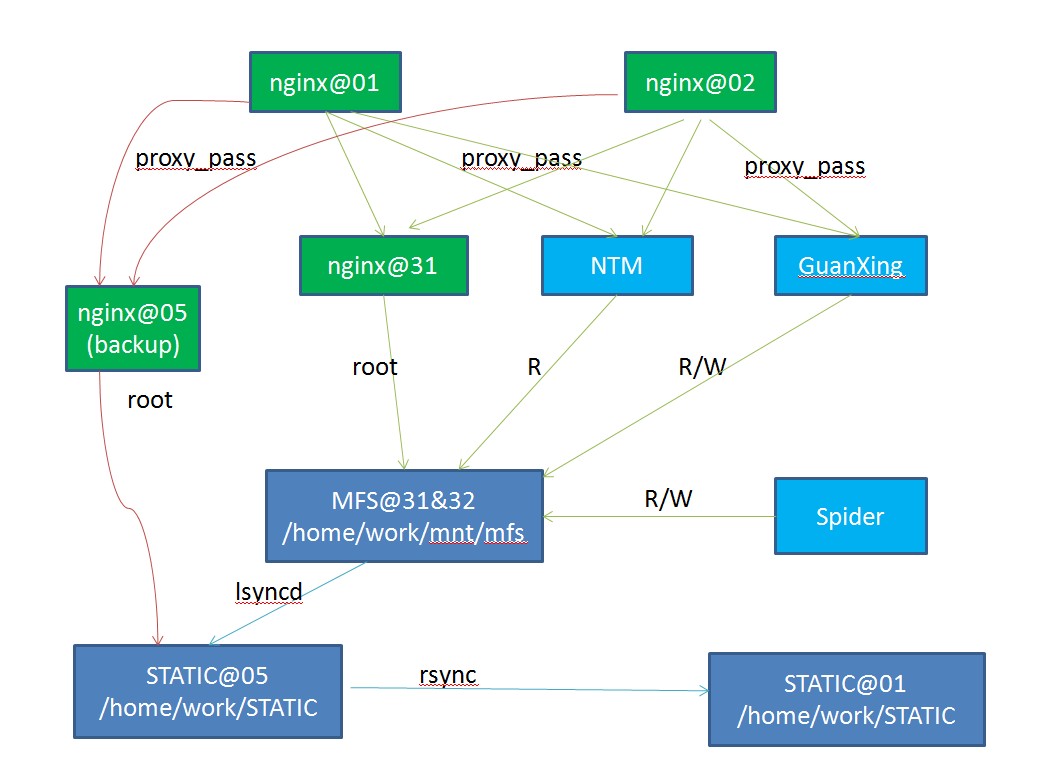 nginx@01
nginx@02
proxy_pass
proxy_pass
proxy_pass
nginx@31
NTM
GuanXing
nginx@05
(backup)
root
R
R/W
root
MFS@31&32
/home/work/mnt/mfs
R/W
Spider
lsyncd
STATIC@05
/home/work/STATIC
rsync
STATIC@01
/home/work/STATIC